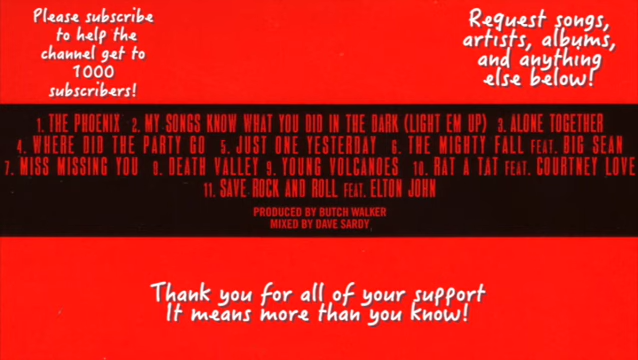 Please subscribe
to help the
channel get to
1000
subscribers!
Request songs,
artists, albums,
and anything
else below!
1. THE PHOENIX 2. MY SONGS KNOW WHAT YOU DID IN THE DARK (LIGHT EM UP) 3. ALONE TOGETHER
4. WHERE DID THE PARTY GO 5. JUST ONE YESTERDAY 6. THE MIGHTY FALL FEAT. BIG SEAN
7. MISS MISSING YOU 8. DEATH VALLEY 9. YOUNG VOLCANOES 10. RAT A TAT FEAT. COURTNEY LOVE
11. SAVE ROCK AND ROLL FEAT. ELTON JOHN
PRODUCED BY BUTCH WALKER
MIXED BY DAVE SARDY
Thank you for all of your support
It means more than you know!